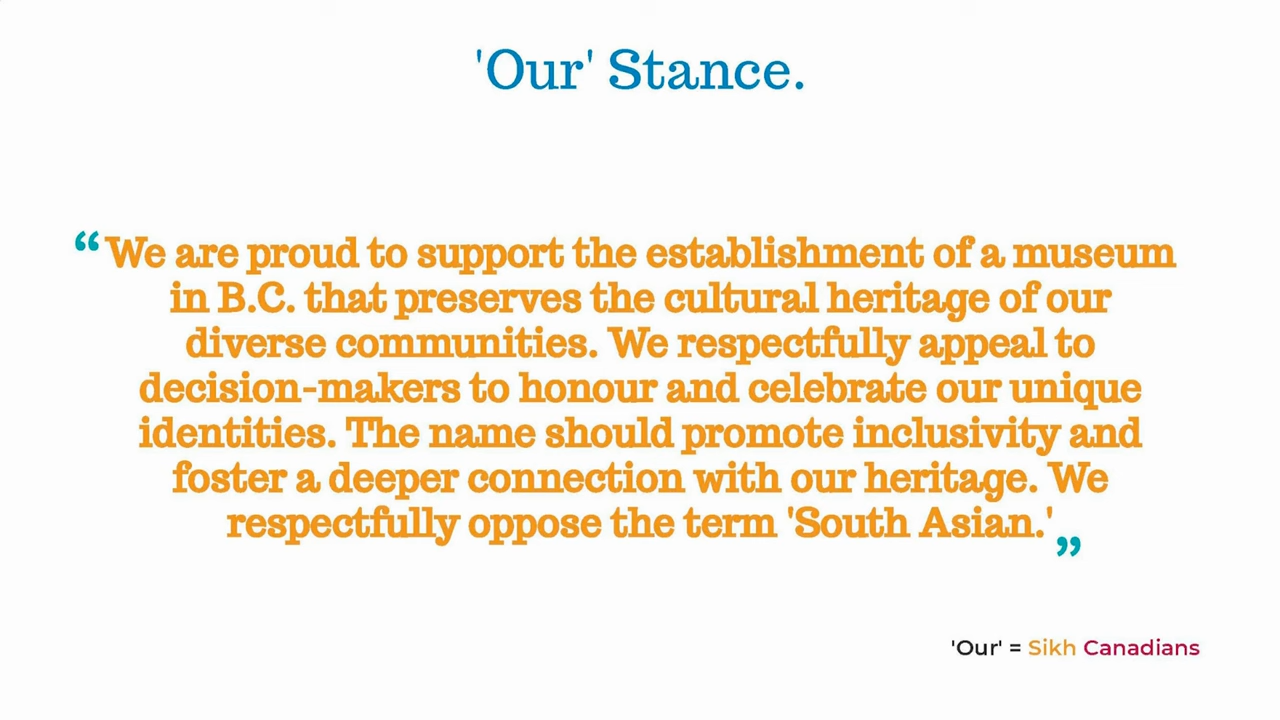 'Our' Stance.
“We are proud to support the establishment of a museum
in B.C. that preserves the cultural heritage of our
diverse communities. We respectfully appeal to
decision-makers to honour and celebrate our unique
identities. The name should promote inclusivity and
foster a deeper connection with our heritage. We
respectfully oppose the term 'South Asian.'”
'Our' = Sikh Canadians